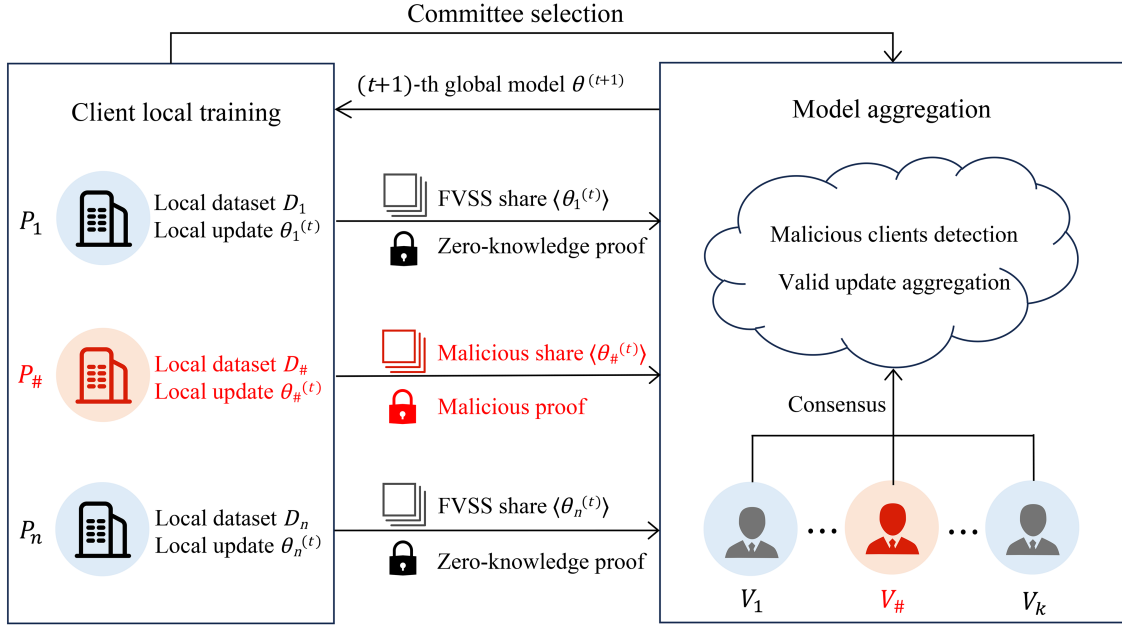 Committee selection
(t+1)-th global model θ^(t+1)
Client local training
Model aggregation
P_1
Local dataset D_1
Local update θ_1^(t)
FVSS share ⟨θ_1^(t)⟩
Zero-knowledge proof
Malicious clients detection
Valid update aggregation
P_#
Local dataset D_#
Local update θ_#^(t)
Malicious share ⟨θ_#^(t)⟩
Malicious proof
Consensus
P_n
Local dataset D_n
Local update θ_n^(t)
FVSS share ⟨θ_n^(t)⟩
Zero-knowledge proof
... ...
V_1 V_# V_k